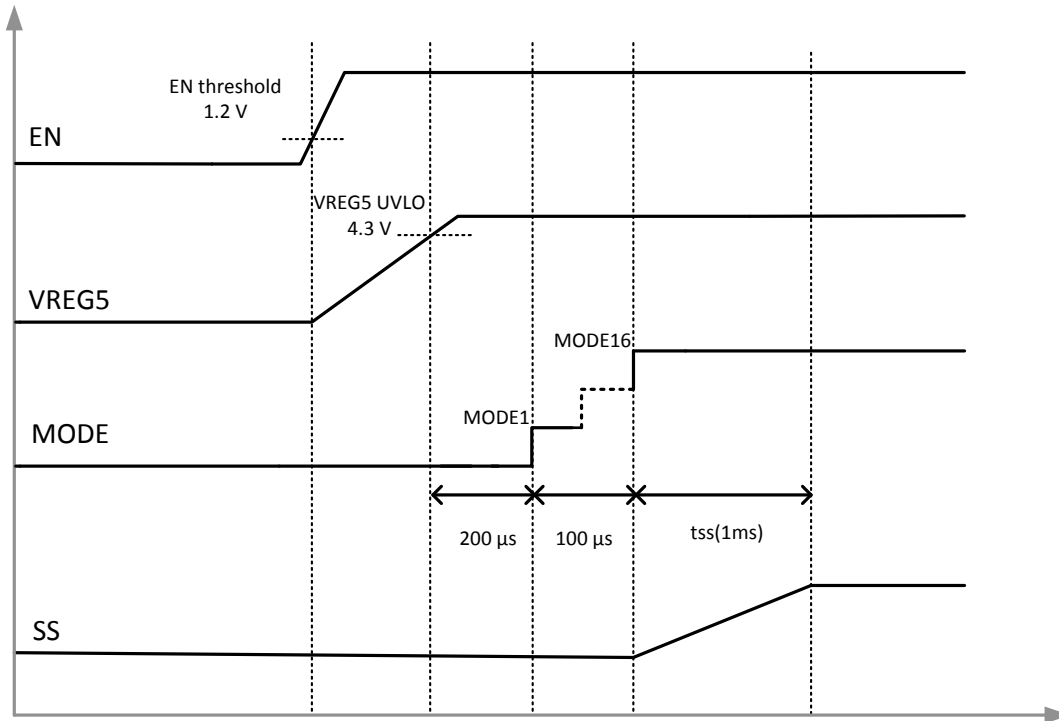 EN threshold
1.2 V
EN
VREG5 UVLO
4.3 V
VREG5
MODE16
MODE1
MODE
200 µs
100 µs
tss(1ms)
SS